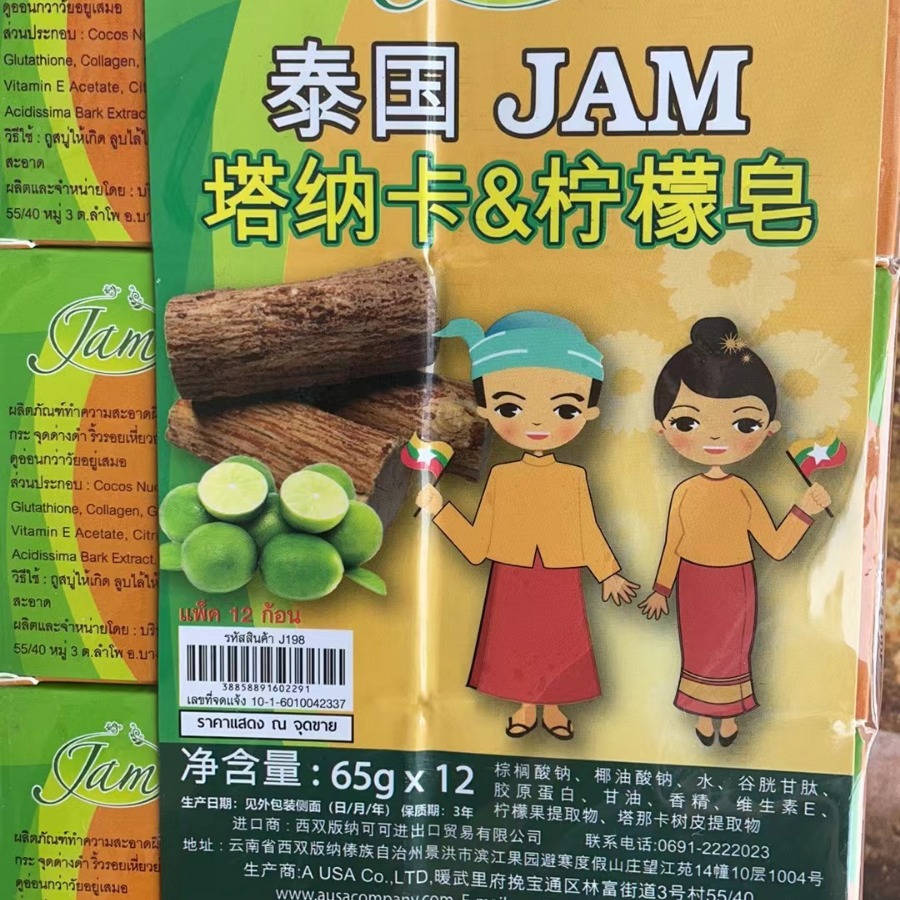 ดูอ่อนกว่าวัยอยู่เสมอ
ส่วนประกอบ : Cocos
Glutathione, Collagen,
Vitamin E Acetate,
Acidissima Bark
วิธีใช้ : ถูสบู่ให้เกิด ลูบไล้
สะอาด
ผลิตและจำหน่ายโดย :
55/40 หมู่ 3 ต.ลำโพ
泰国 JAM
塔纳卡&柠檬皂
Jam
ผลิตภัณฑ์ทำความสะอาด
กระ จุดด่างดำ ริ้วรอยเหี่ยว
ดูอ่อนกว่าวัยอยู่เสมอ
ส่วนประกอบ : Cocos
Glutathione, Collagen,
Vitamin E Acetate,
Acidissima Bark Extract
วิธีใช้ : ถูสบู่ให้เกิด ลูบไล้
สะอาด
ผลิตและจำหน่ายโดย :
55/40 หมู่ 3 ต.ลำโพ
แพ็ค 12 ก้อน
รหัสสินค้า J198
38858891602291
เลขที่จดแจ้ง 10-1-6010042337
ราคาแสดง ณ จุดขาย
Jam
ผลิตภัณฑ์ทำความสะอาด
กระ จุดด่างดำ ริ้วรอยเหี่ยว
ดูอ่อนกว่าวัยอยู่เสมอ
净含量：65g x 12
棕榈酸钠、椰油酸钠、水、谷胱甘肽、
胶原蛋白、甘油、香精、维生素E、
柠檬果提取物、塔那卡树皮提取物
生产日期：见外包装侧面（日/月/年）保质期：3年
进口商：西双版纳可可进出口贸易有限公司 联系电话:0691-2222023
地址：云南省西双版纳傣族自治州景洪市滨江果园避寒度假山庄望江苑14幢10层1004号
生产商:A USA Co.,LTD,暖武里府挽宝通区林富街道3号村55/40
www.ausacompany.com